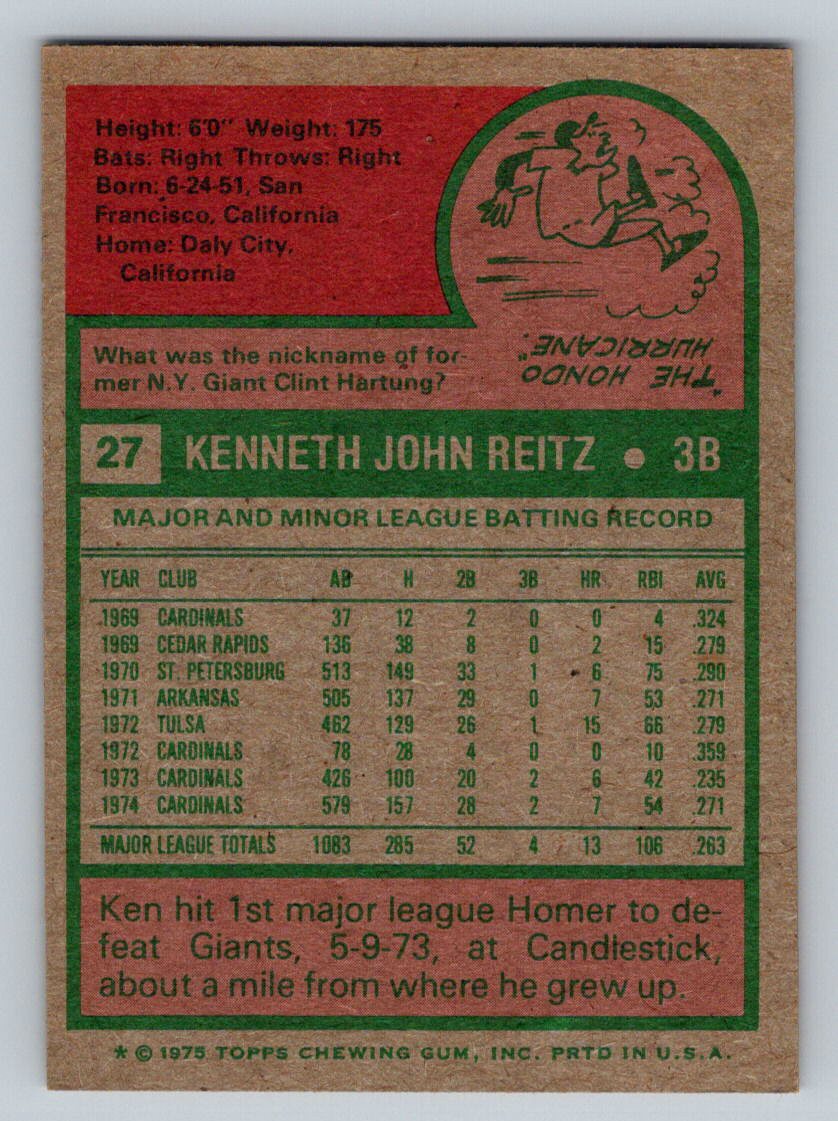 Height: 6'0" Weight: 175
Bats: Right Throws: Right
Born: 6-24-51, San
Francisco, California
Home: Daly City,
California
What was the nickname of for-
mer N.Y. Giant Clint Hartung?
"THE HONDO
HURRICANE."
27 KENNETH JOHN REITZ • 3B
MAJOR AND MINOR LEAGUE BATTING RECORD
YEAR CLUB AB H 2B 3B HR RBI AVG
1969 CARDINALS 37 12 2 0 0 4 .324
1969 CEDAR RAPIDS 136 38 8 0 2 15 .279
1970 ST. PETERSBURG 513 149 33 1 6 75 .290
1971 ARKANSAS 505 137 29 0 7 53 .271
1972 TULSA 462 129 26 1 15 66 .279
1972 CARDINALS 78 28 4 0 0 10 .359
1973 CARDINALS 426 100 20 2 6 42 .235
1974 CARDINALS 579 157 28 2 7 54 .271
MAJOR LEAGUE TOTALS 1083 285 52 4 13 106 .263
Ken hit 1st major league Homer to de-
feat Giants, 5-9-73, at Candlestick,
about a mile from where he grew up.
* © 1975 TOPPS CHEWING GUM, INC. PRTD IN U.S.A.